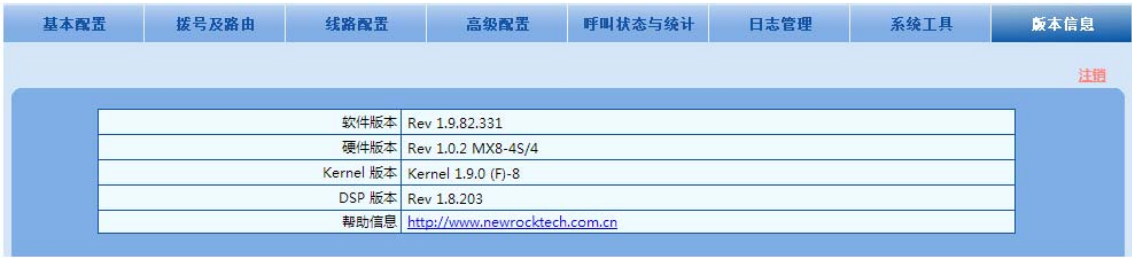 基本配置 拨号及路由 线路配置 高级配置 呼叫状态与统计 日志管理 系统工具 版本信息
注销
软件版本 Rev 1.9.82.331
硬件版本 Rev 1.0.2 MX8-4S/4
Kernel 版本 Kernel 1.9.0 (F)-8
DSP 版本 Rev 1.8.203
帮助信息 http://www.newrocktech.com.cn